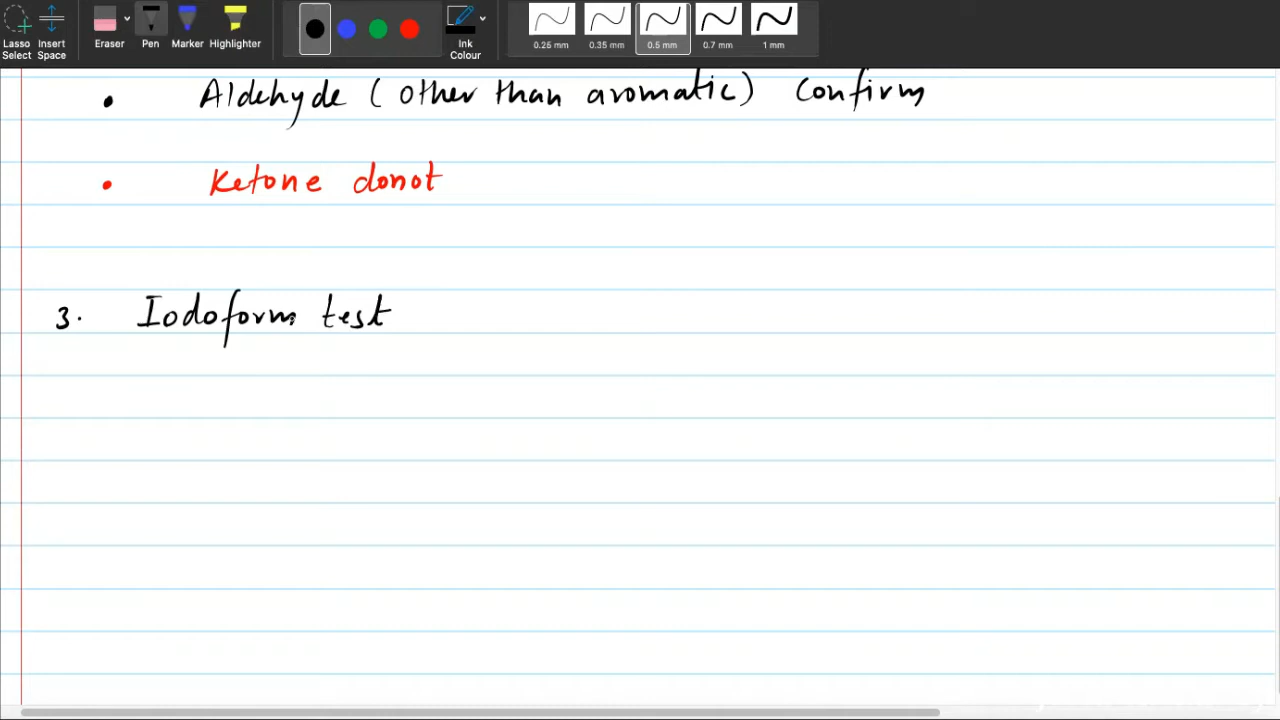 Lasso Select
Insert Space
Eraser
Pen
Marker
Highlighter
Ink Colour
0.25 mm
0.35 mm
0.5 mm
0.7 mm
1 mm
• Aldehyde (other than aromatic) confirm
• Ketone donot
3. Iodoform test